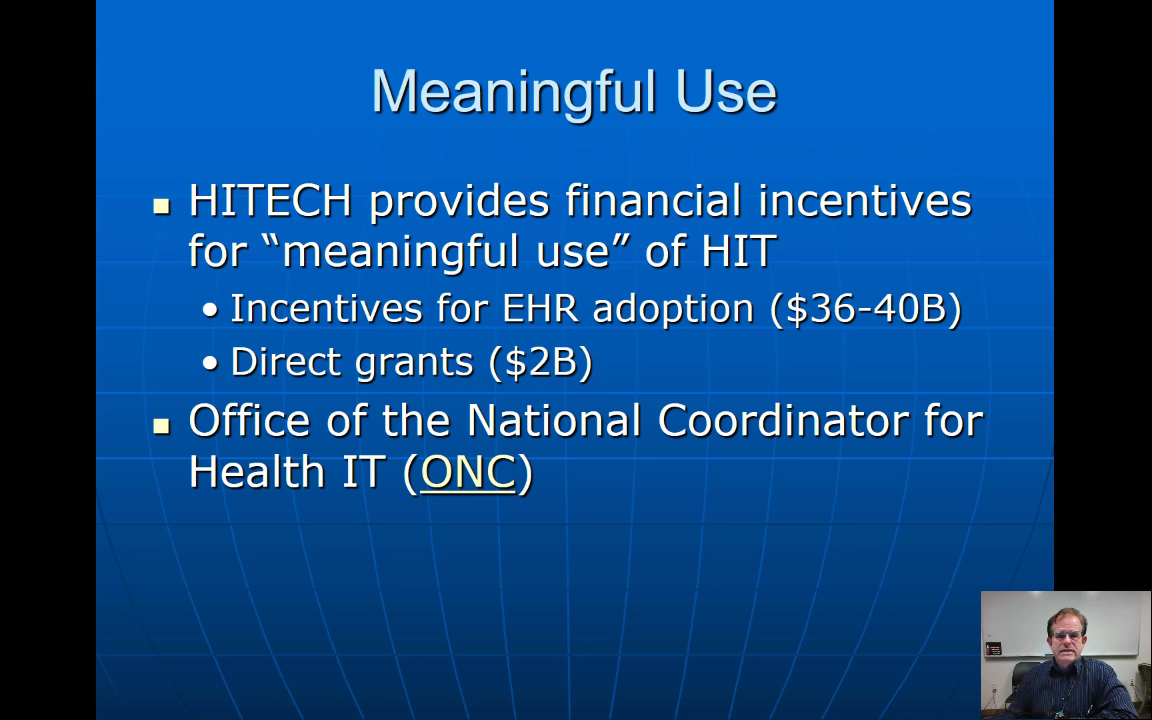 Meaningful Use
HITECH provides financial incentives
for “meaningful use” of HIT
Incentives for EHR adoption ($36-40B)
Direct grants ($2B)
Office of the National Coordinator for
Health IT (ONC)